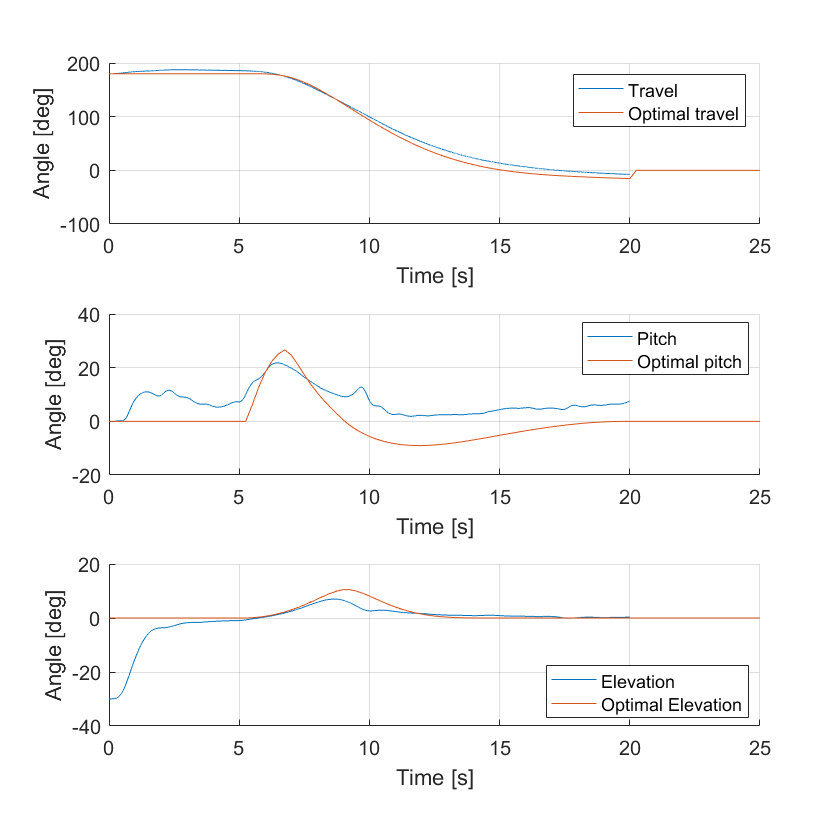 200
100
0
-100
Angle [deg]
Travel
Optimal travel
0 5 10 15 20 25
Time [s]
40
20
0
-20
Angle [deg]
Pitch
Optimal pitch
0 5 10 15 20 25
Time [s]
20
0
-20
-40
Angle [deg]
Elevation
Optimal Elevation
0 5 10 15 20 25
Time [s]